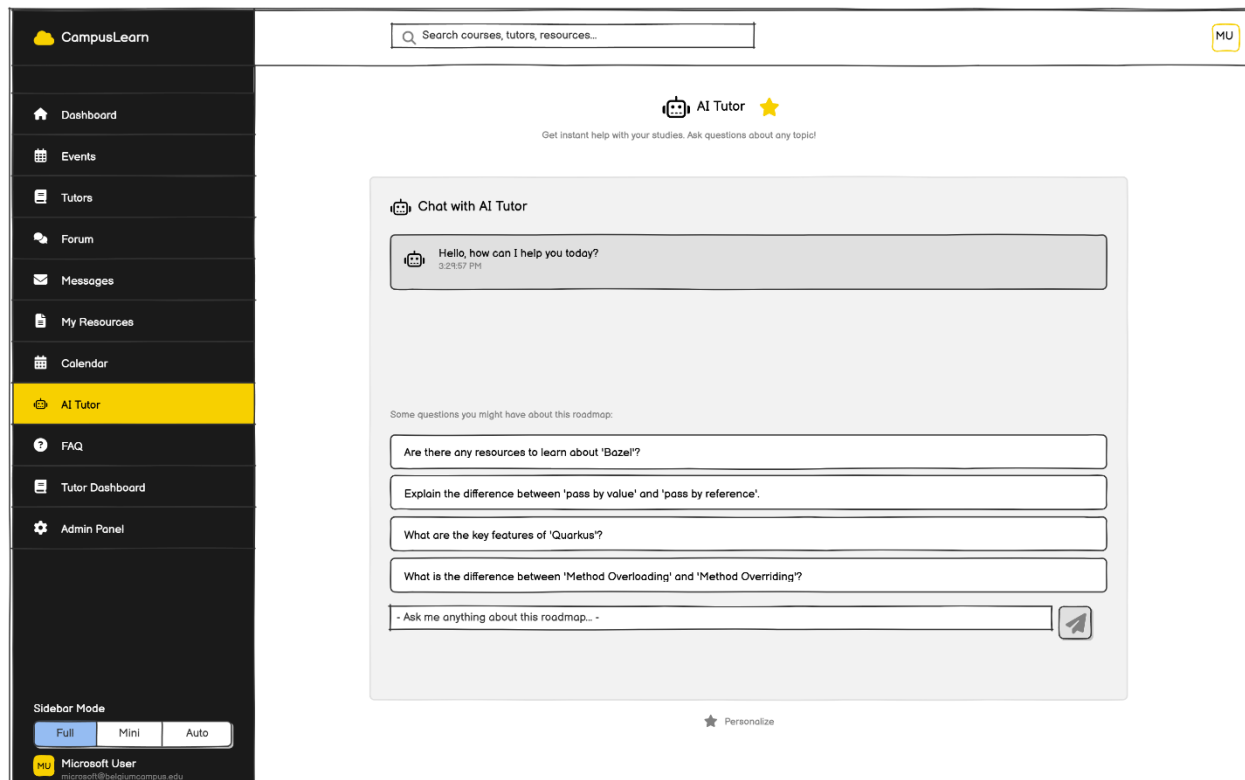 CampusLearn
Search courses, tutors, resources...
MU
Dashboard
Events
Tutors
Forum
Messages
My Resources
Calendar
AI Tutor
FAQ
Tutor Dashboard
Admin Panel
Sidebar Mode
Full Mini Auto
MU
Microsoft User
microsoft@belgiumcampus.edu
AI Tutor
Get instant help with your studies. Ask questions about any topic!
Chat with AI Tutor
Hello, how can I help you today?
3:29:57 PM
Some questions you might have about this roadmap:
Are there any resources to learn about 'Bazel'?
Explain the difference between 'pass by value' and 'pass by reference'.
What are the key features of 'Quarkus'?
What is the difference between 'Method Overloading' and 'Method Overriding'?
- Ask me anything about this roadmap... -
Personalize